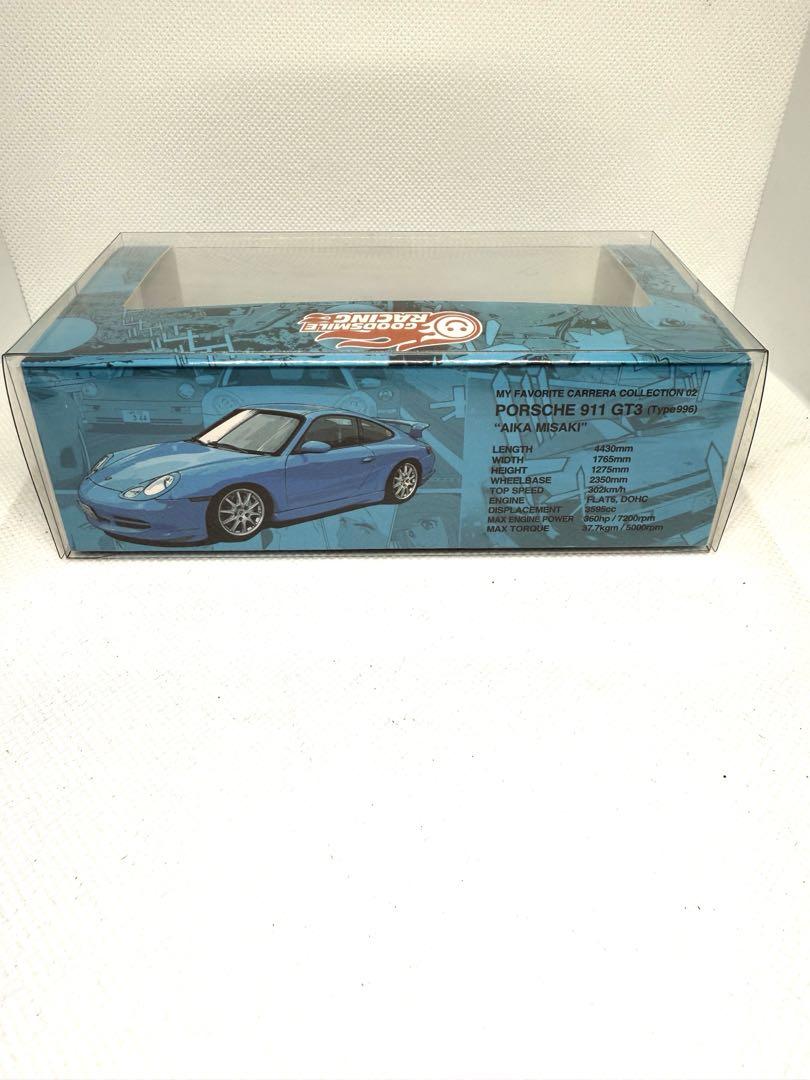 GOODSMILE
RACING
MY FAVORITE CARRERA COLLECTION 02
PORSCHE 911 GT3 (Type996)
"AIKA MISAKI"
LENGTH 4430mm
WIDTH 1765mm
HEIGHT 1275mm
WHEELBASE 2350mm
TOP SPEED 302km/h
ENGINE FLAT6, DOHC
DISPLACEMENT 3595cc
MAX ENGINE POWER 360hp / 7200rpm
MAX TORQUE 37.7kgm / 5000rpm